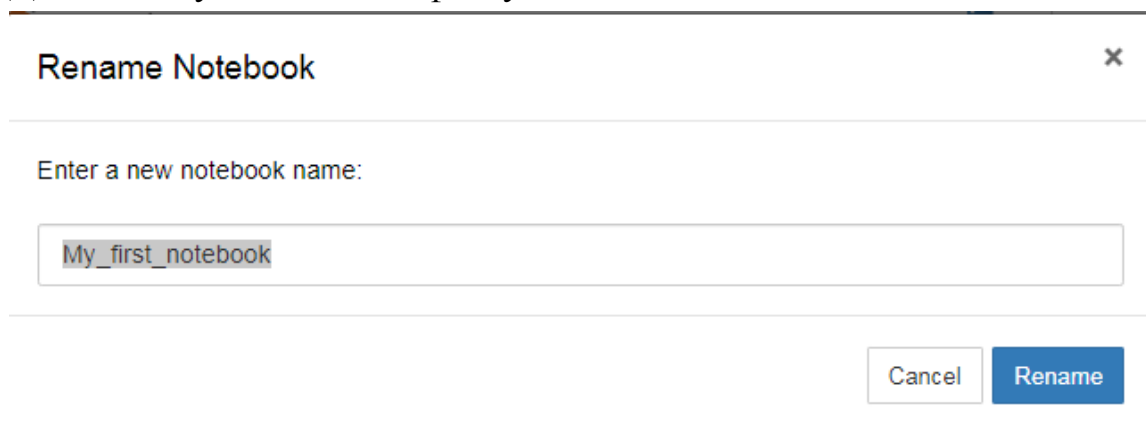 Rename Notebook
×
Enter a new notebook name:
My_first_notebook
Cancel Rename